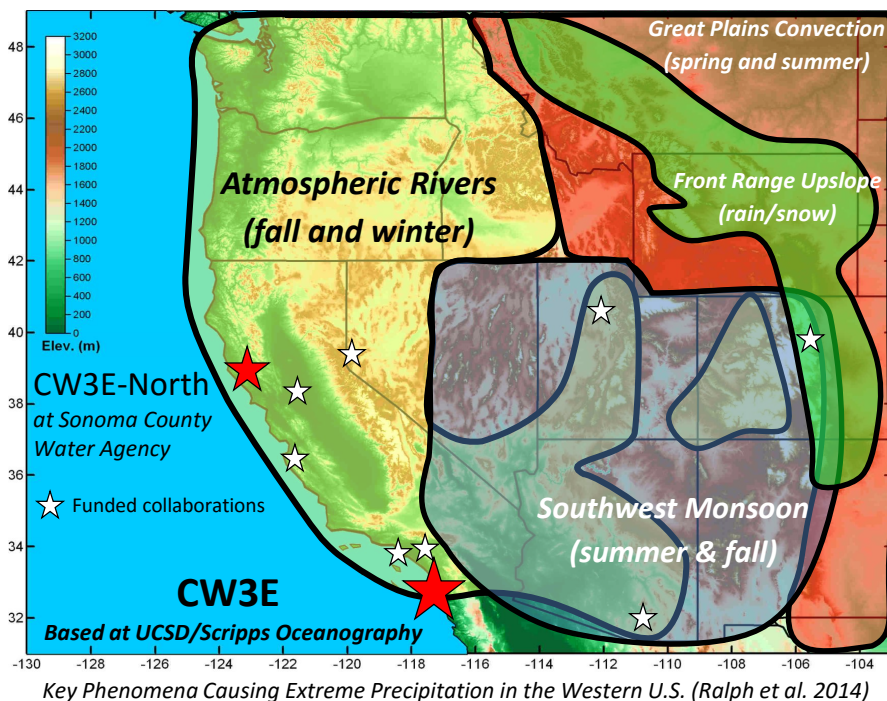 Great Plains Convection
(spring and summer)
Atmospheric Rivers
(fall and winter)
Front Range Upslope
(rain/snow)
Southwest Monsoon
(summer & fall)
CW3E-North
at Sonoma County
Water Agency
Funded collaborations
CW3E
Based at UCSD/Scripps Oceanography
3200
3000
2800
2600
2400
2200
2000
1800
1600
1400
1200
1000
800
600
400
200
0
Elev. (m)
48
46
44
42
40
38
36
34
32
-130
-124
-122
-120
-118
-116
-114
-112
-110
-108
-106
-104
Key Phenomena Causing Extreme Precipitation in the Western U.S. (Ralph et al. 2014)